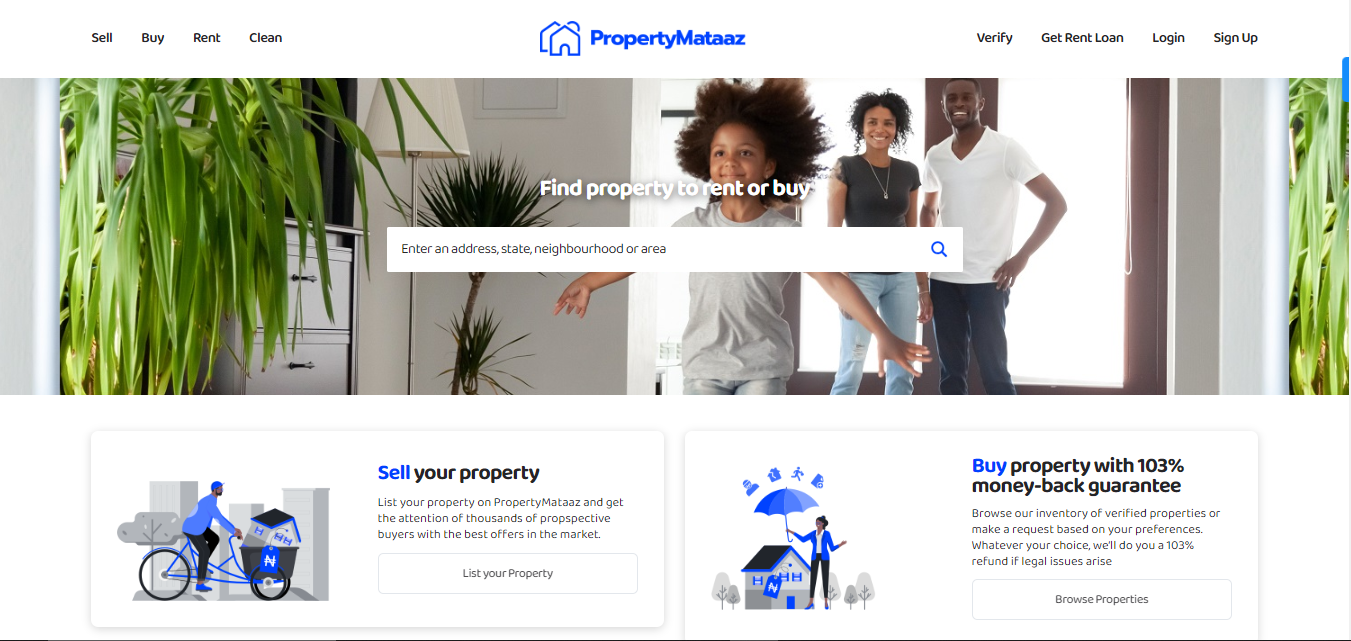 Sell Buy Rent Clean PropertyMataaz Verify Get Rent Loan Login Sign Up
Find property to rent or buy
Enter an address, state, neighbourhood or area
Sell your property
List your property on PropertyMataaz and get
the attention of thousands of propspective
buyers with the best offers in the market.
List your Property
₦
Buy property with 103%
money-back guarantee
Browse our inventory of verified properties or
make a request based on your preferences.
Whatever your choice, we'll do you a 103%
refund if legal issues arise
Browse Properties
₦